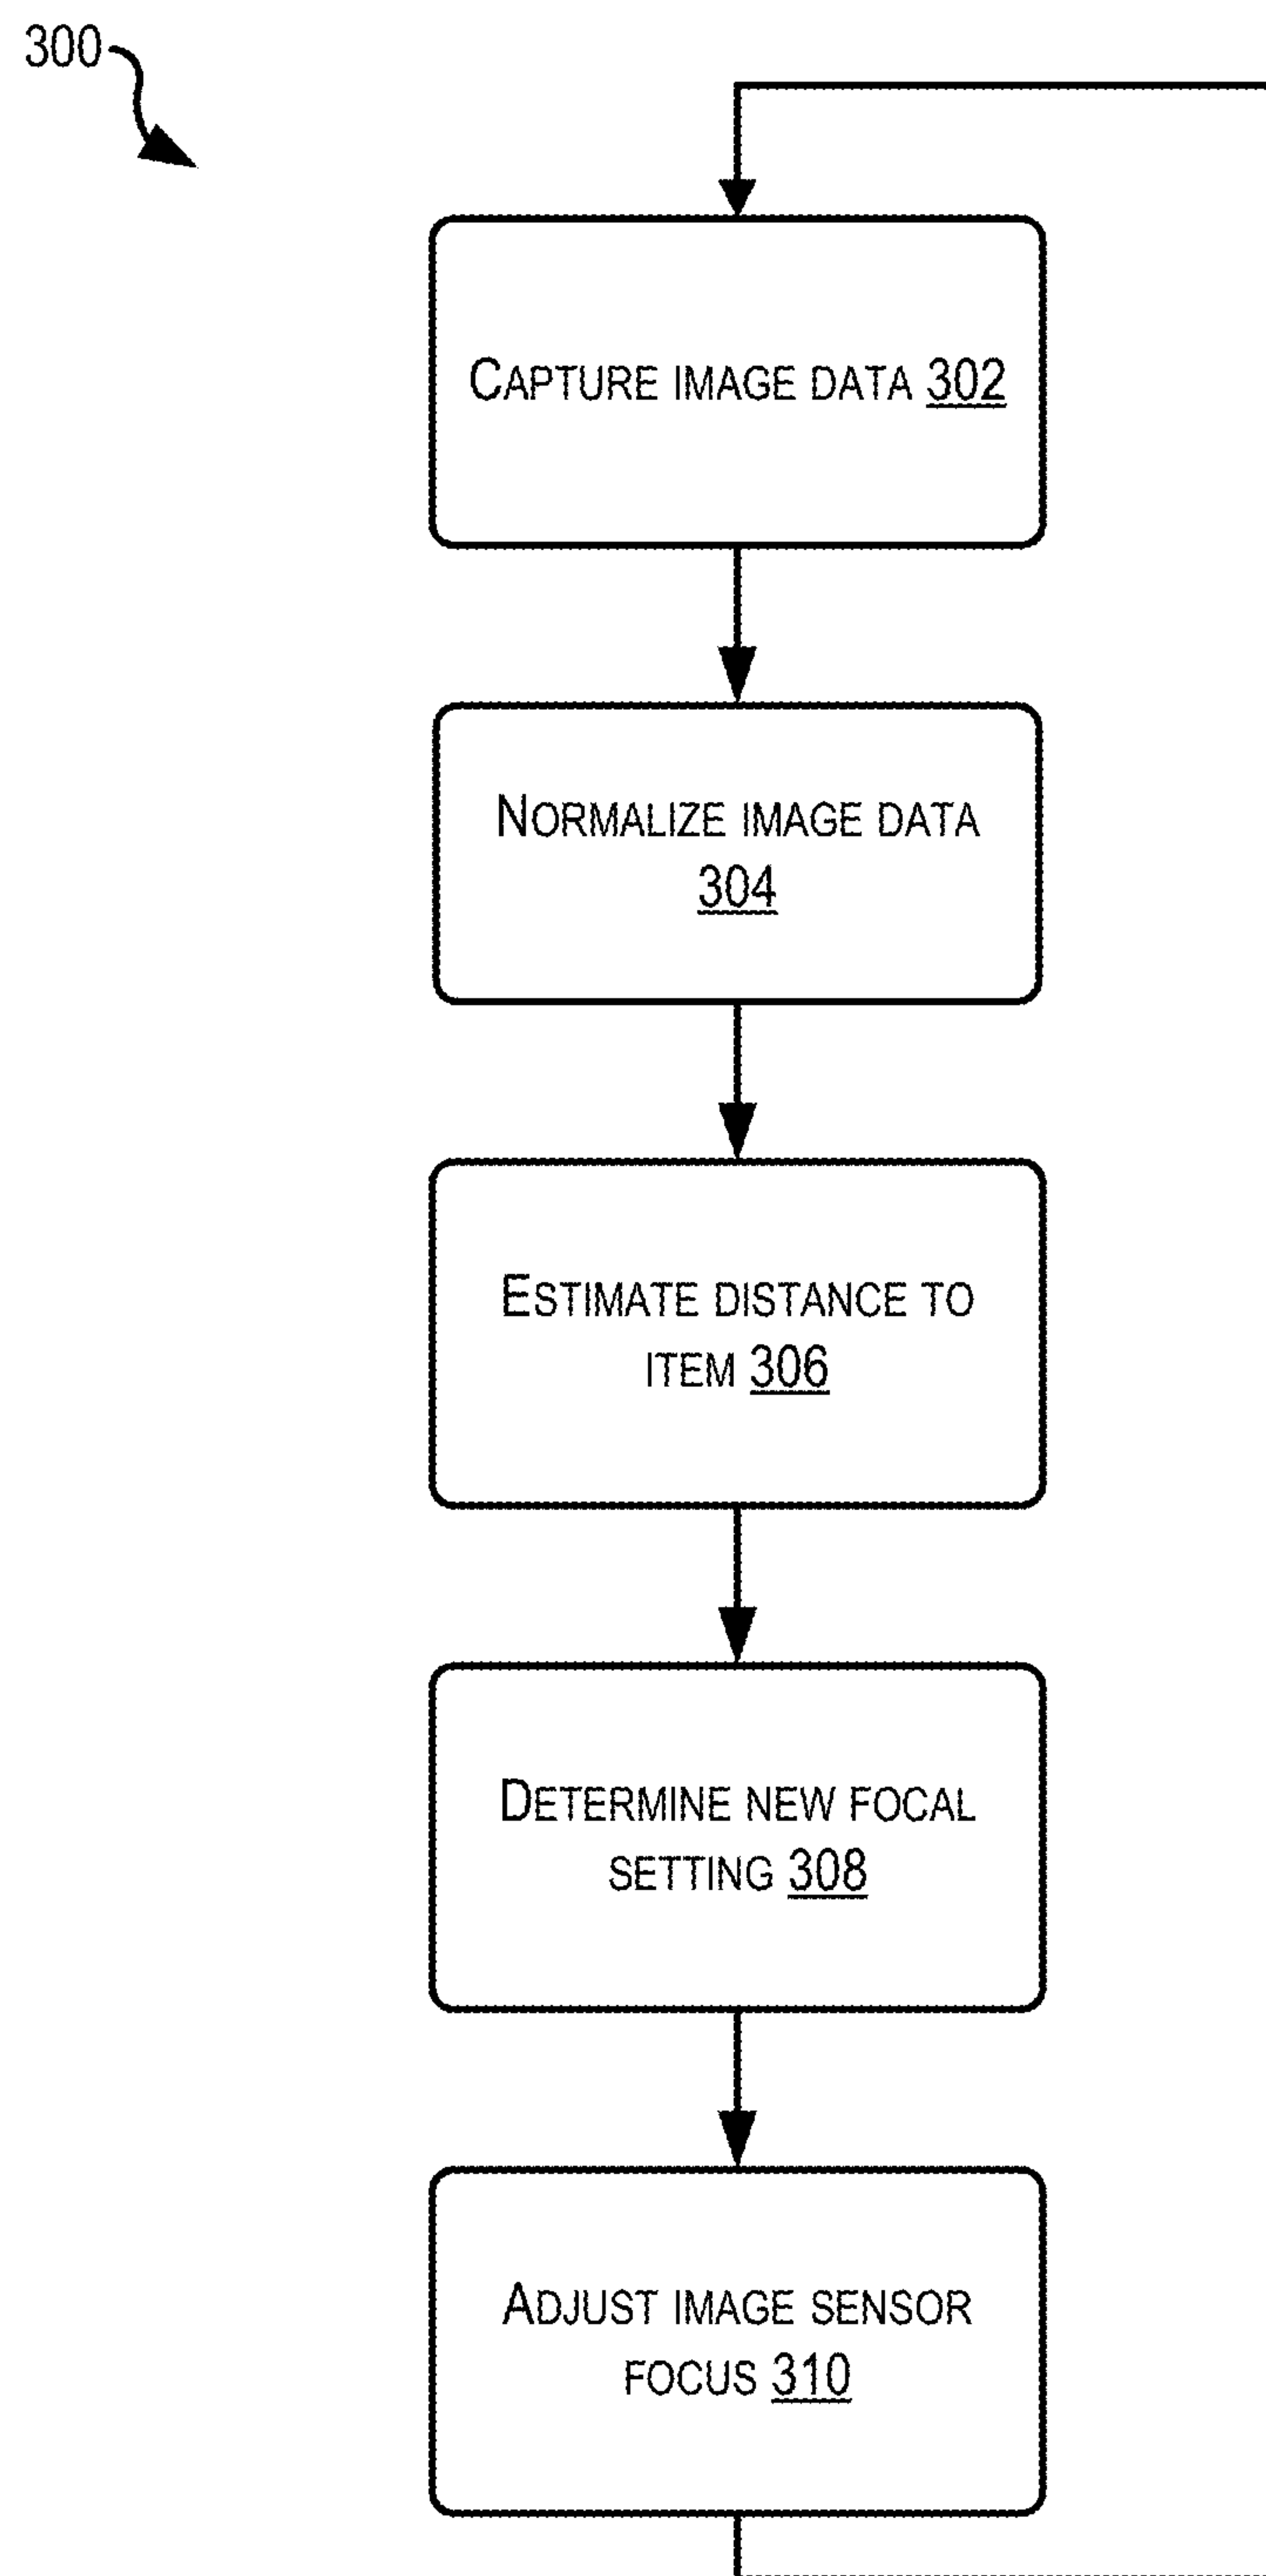 300
CAPTURE IMAGE DATA 302
NORMALIZE IMAGE DATA
304
ESTIMATE DISTANCE TO
ITEM 306
DETERMINE NEW FOCAL
SETTING 308
ADJUST IMAGE SENSOR
FOCUS 310